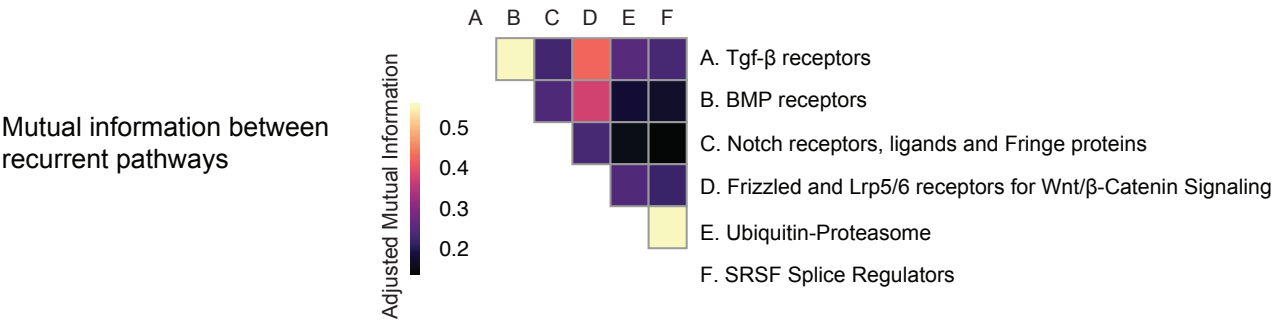 A B C D E F
A. Tgf-β receptors
B. BMP receptors
C. Notch receptors, ligands and Fringe proteins
D. Frizzled and Lrp5/6 receptors for Wnt/β-Catenin Signaling
E. Ubiquitin-Proteasome
F. SRSF Splice Regulators
Mutual information between
recurrent pathways
Adjusted Mutual Information
0.5
0.4
0.3
0.2